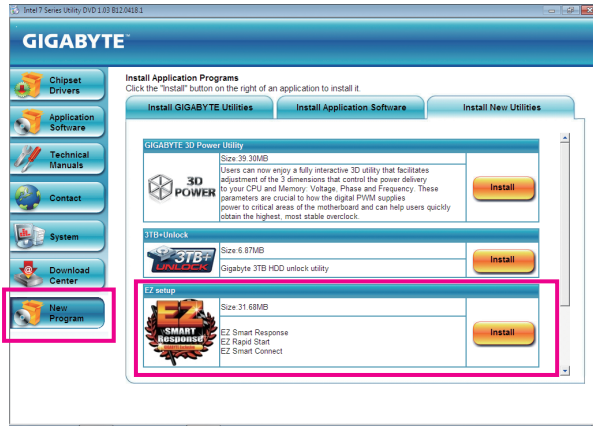 Intel 7 Series Utility DVD 1.03 B12.0418.1
GIGABYTE™
Chipset
Drivers
Application
Software
Technical
Manuals
Contact
System
Download
Center
New
Program
Install Application Programs
Click the "Install" button on the right of an application to install it.
Install GIGABYTE Utilities
Install Application Software
Install New Utilities
GIGABYTE 3D Power Utility
3D
POWER
Size:39.30MB
Users can now enjoy a fully interactive 3D utility that facilitates
adjustment of the 3 dimensions that control the power delivery
to your CPU and Memory: Voltage, Phase and Frequency. These
parameters are crucial to how the digital PWM supplies
power to critical areas of the motherboard and can help users quickly
obtain the highest, most stable overclock.
Install
3TB+Unlock
3TB+
UNLOCK
Size:6.87MB
Gigabyte 3TB HDD unlock utility
Install
EZ setup
EZ
SMART
Response
Size:31.68MB
EZ Smart Response
EZ Rapid Start
EZ Smart Connect
Install